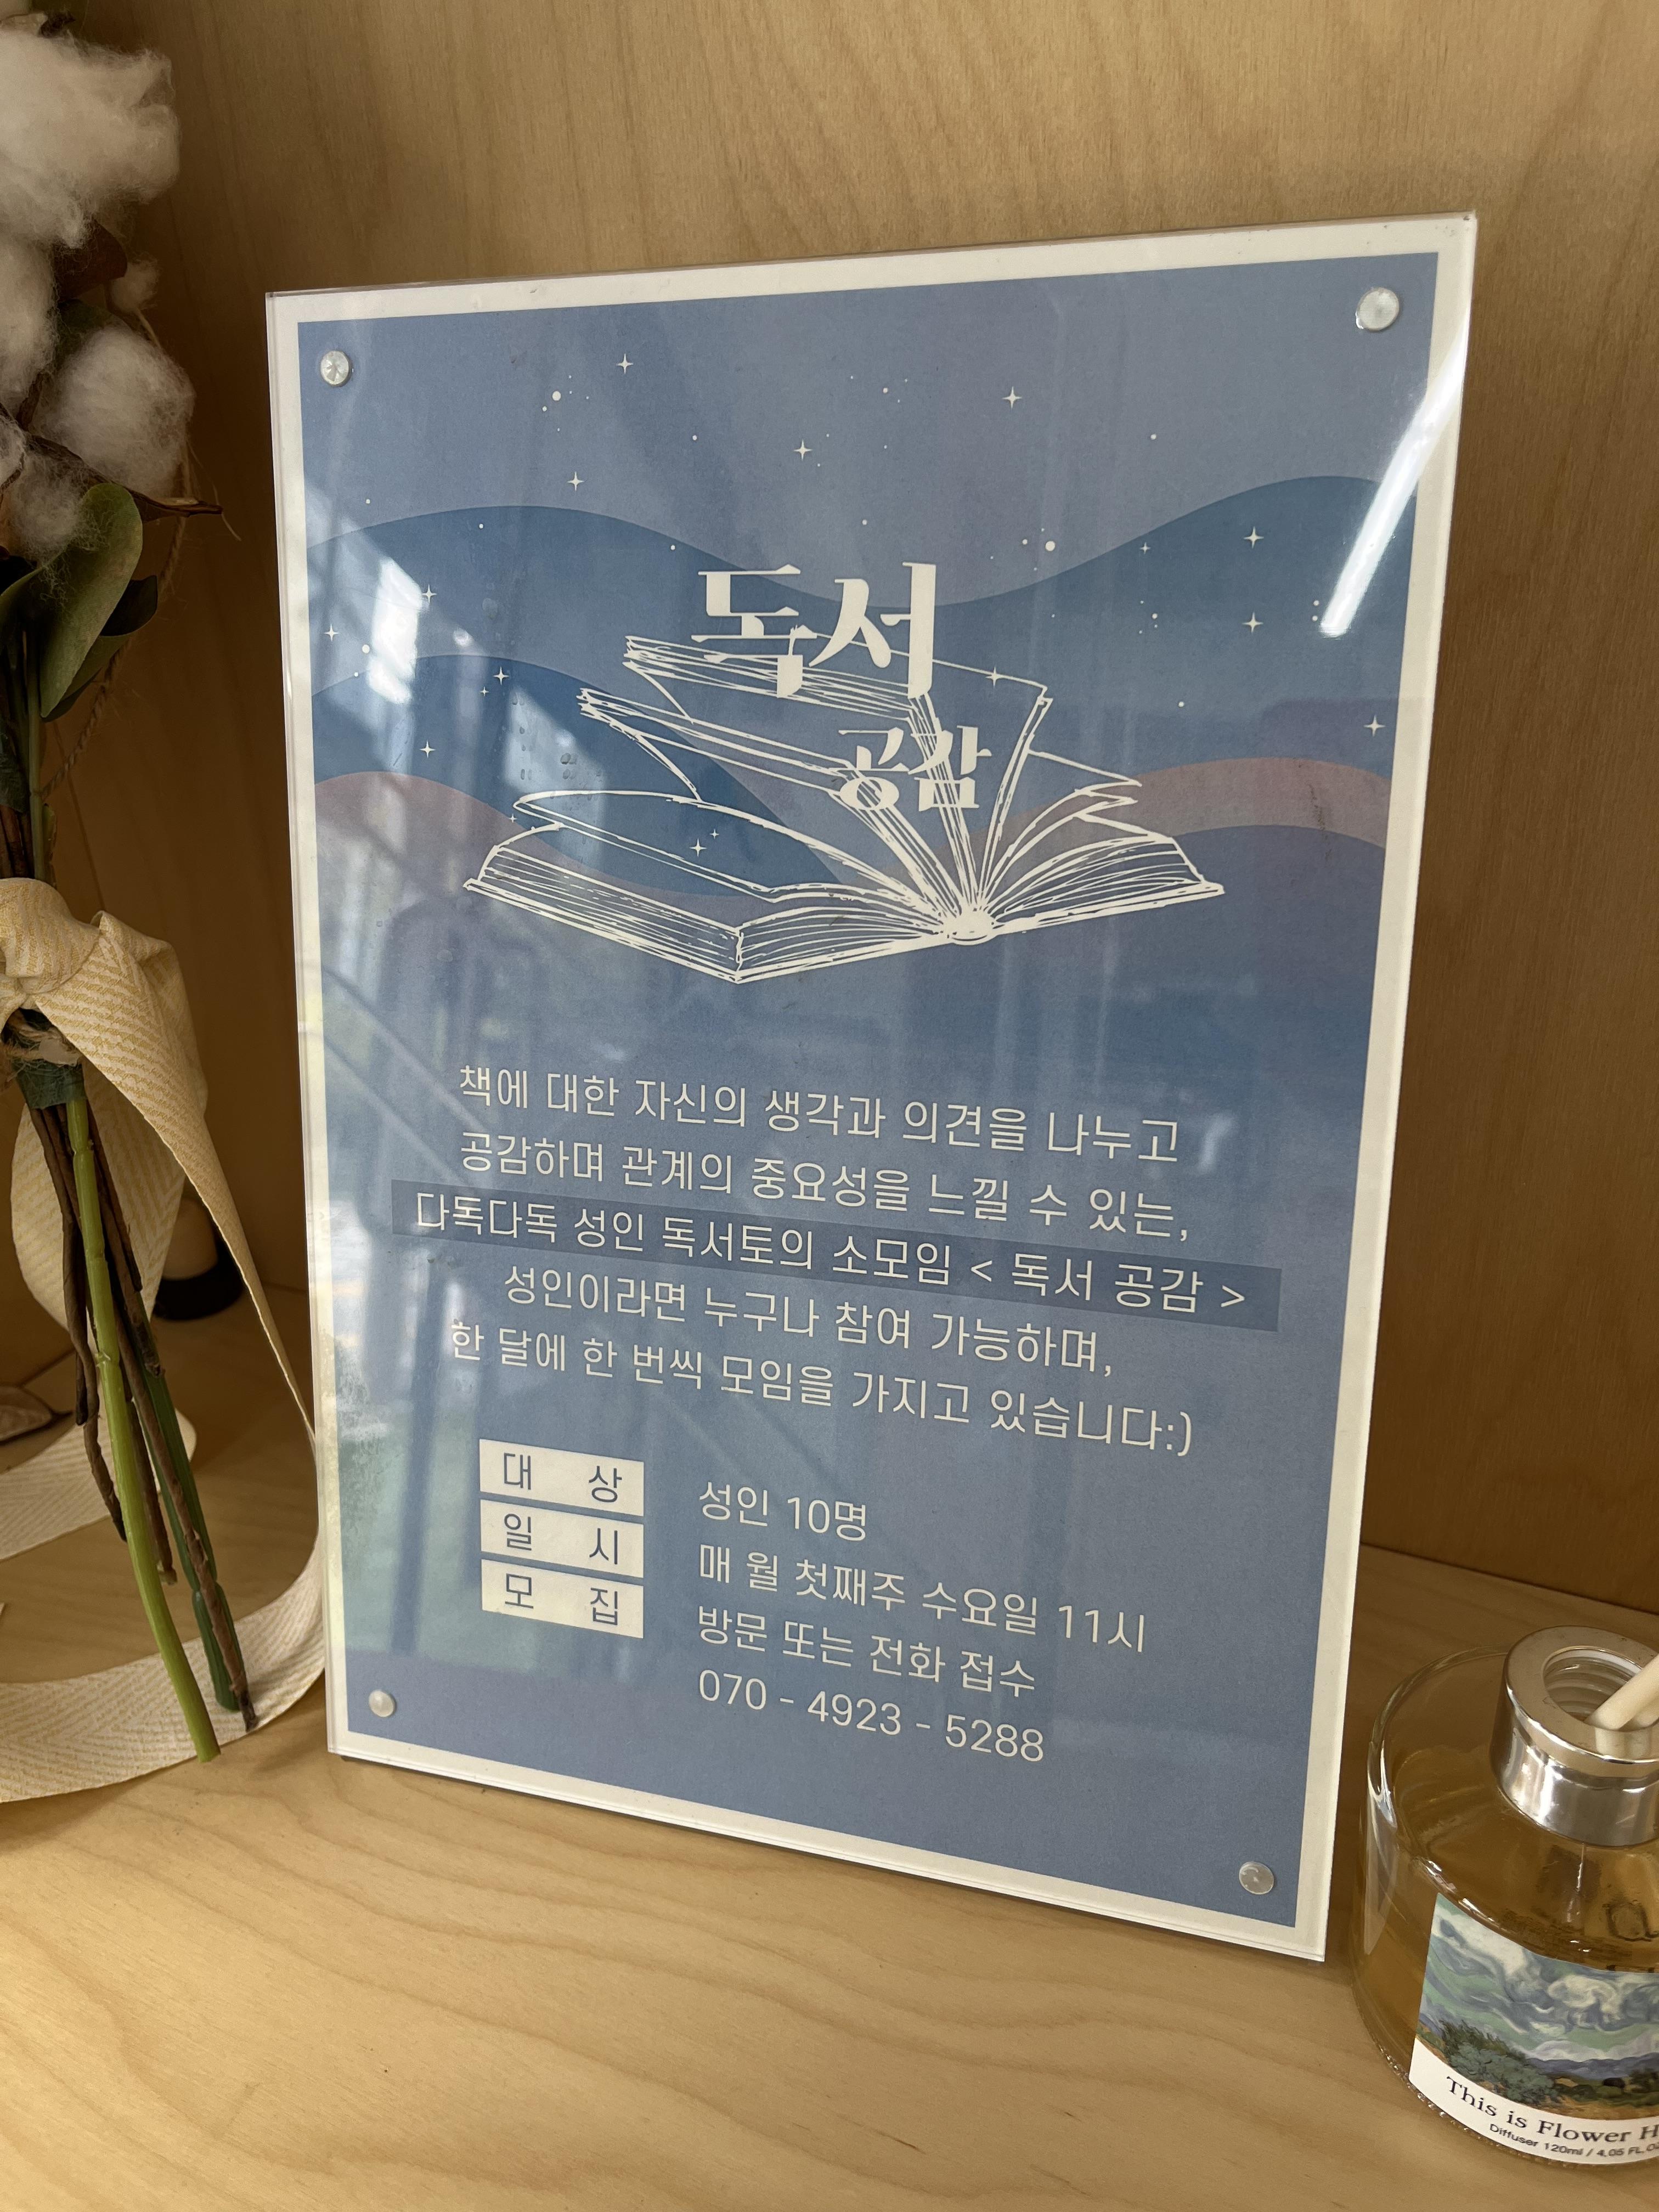 독서
공감
책에 대한 자신의 생각과 의견을 나누고
공감하며 관계의 중요성을 느낄 수 있는,
다독다독 성인 독서토의 소모임 < 독서 공감 >
성인이라면 누구나 참여 가능하며,
한 달에 한 번씩 모임을 가지고 있습니다:)
대 상 성인 10명
일 시 매 월 첫째주 수요일 11시
모 집 방문 또는 전화 접수
070 - 4923 - 5288
This is Flower
Diffuser 120ml / 4.05 FL.